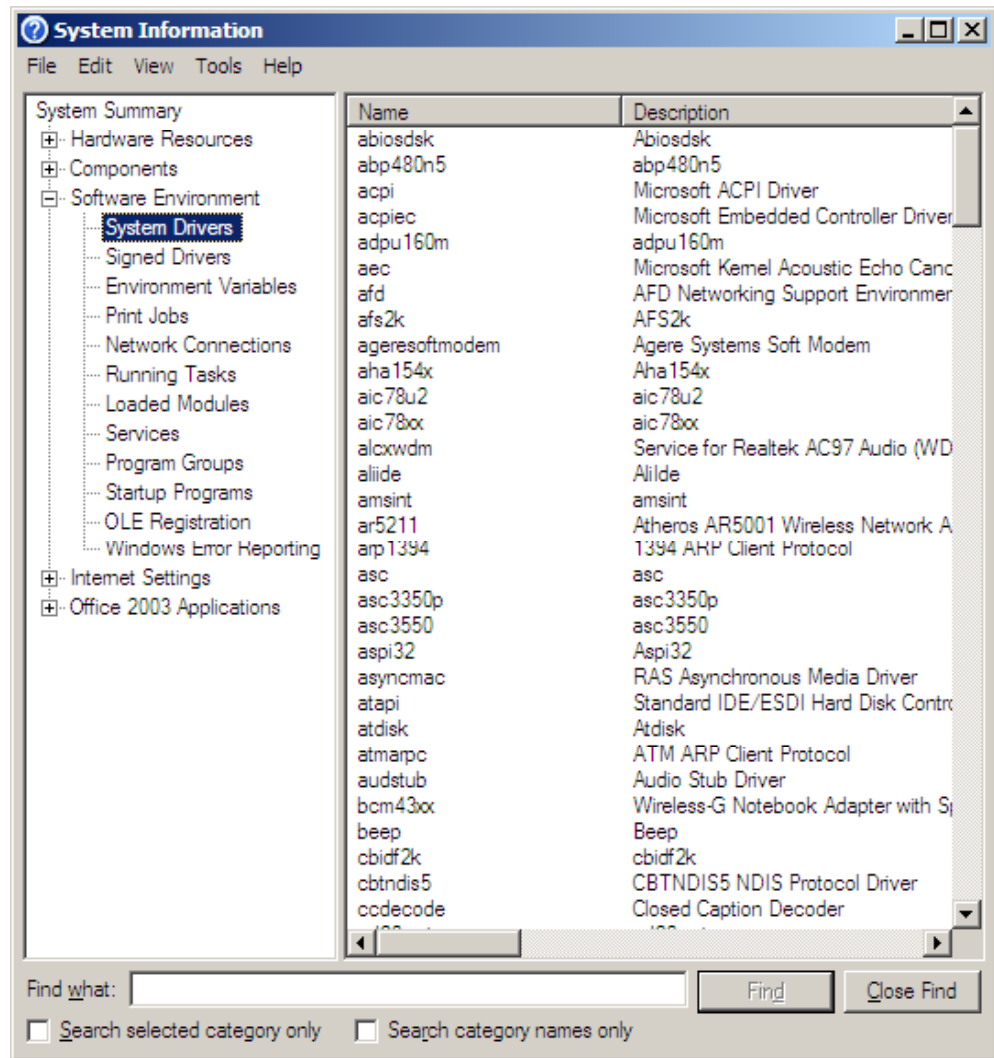 System Information
File Edit View Tools Help
System Summary
Hardware Resources
Components
Software Environment
System Drivers
Signed Drivers
Environment Variables
Print Jobs
Network Connections
Running Tasks
Loaded Modules
Services
Program Groups
Startup Programs
OLE Registration
Windows Error Reporting
Internet Settings
Office 2003 Applications
Name Description
abiosdsk Abiosdsk
abp480n5 abp480n5
acpi Microsoft ACPI Driver
acpiec Microsoft Embedded Controller Driver
adpu160m adpu160m
aec Microsoft Kernel Acoustic Echo Canc
afd AFD Networking Support Environmer
afs2k AFS2k
ageresoftmodem Agere Systems Soft Modem
aha154x Aha154x
aic78u2 aic78u2
aic78xx aic78xx
alcxwdm Service for Realtek AC97 Audio (WD
aliide AliIde
amsint amsint
ar5211 Atheros AR5001 Wireless Network A
arp1394 1394 ARP Client Protocol
asc asc
asc3350p asc3350p
asc3550 asc3550
aspi32 Aspi32
asyncmac RAS Asynchronous Media Driver
atapi Standard IDE/ESDI Hard Disk Contro
atdisk Atdisk
atmarpc ATM ARP Client Protocol
audstub Audio Stub Driver
bcm43xx Wireless-G Notebook Adapter with Sp
beep Beep
cbidf2k cbidf2k
cbtndis5 CBTNDIS5 NDIS Protocol Driver
ccdecode Closed Caption Decoder
Find what: Find Close Find
Search selected category only Search category names only